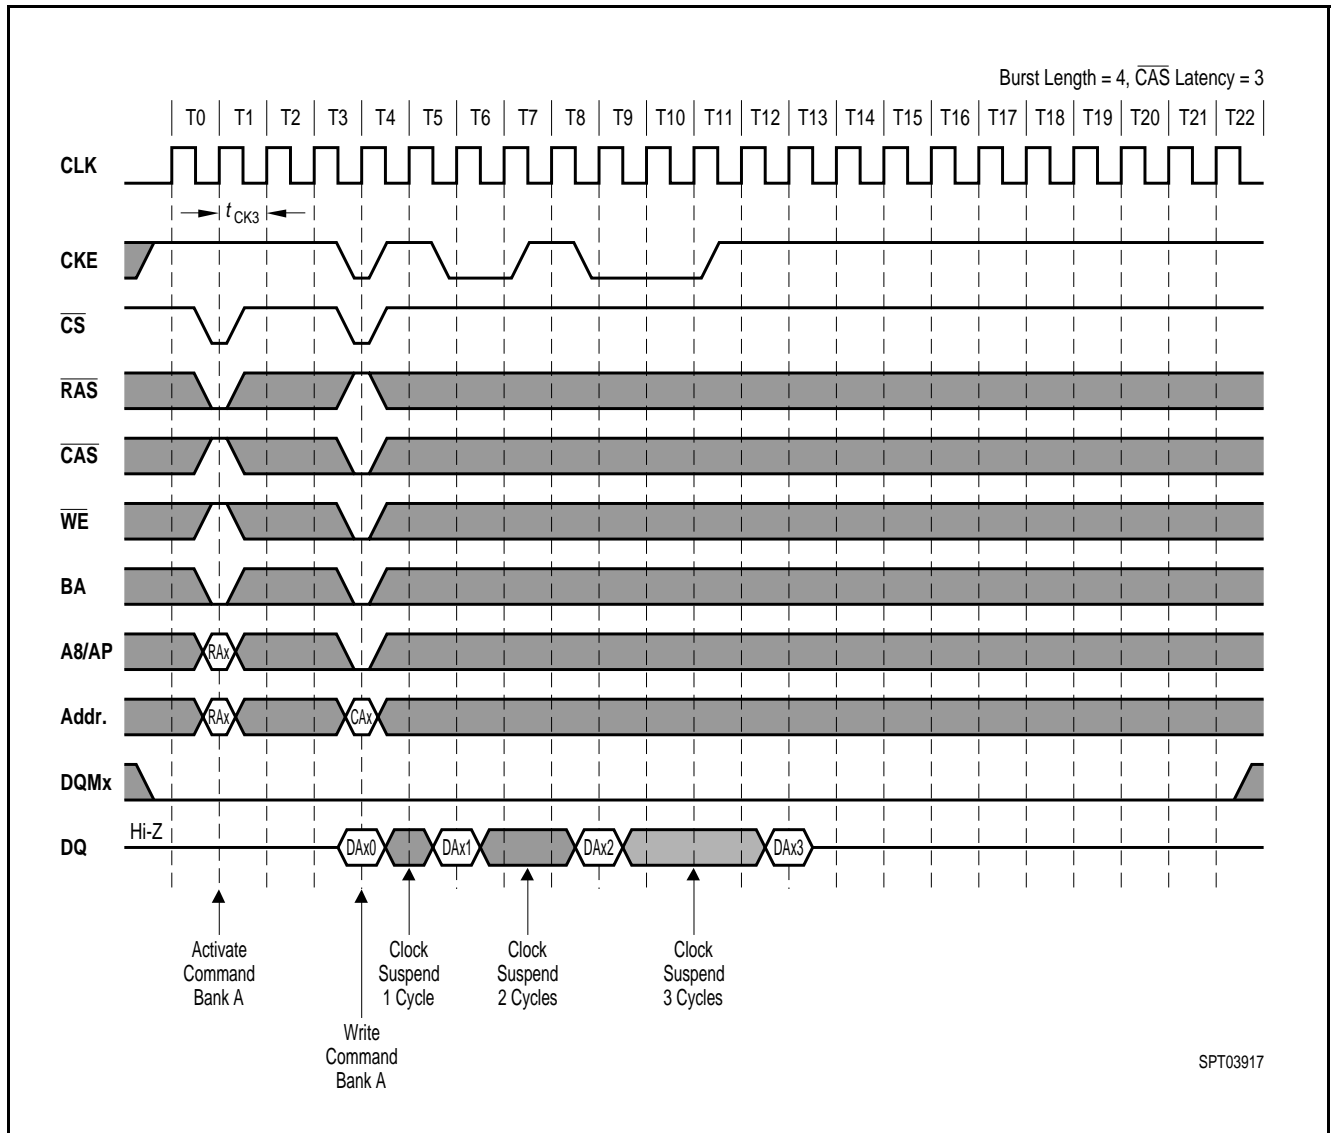 Burst Length = 4, CAS Latency = 3
T0 T1 T2 T3 T4 T5 T6 T7 T8 T9 T10 T11 T12 T13 T14 T15 T16 T17 T18 T19 T20 T21 T22
CLK
t CK3
CKE
CS
RAS
CAS
WE
BA
A8/AP RAx
Addr. RAx CAx
DQMx
DQ Hi-Z DAx0 DAx1 DAx2 DAx3
Activate
Command
Bank A
Write
Command
Bank A
Clock
Suspend
1 Cycle
Clock
Suspend
2 Cycles
Clock
Suspend
3 Cycles
SPT03917